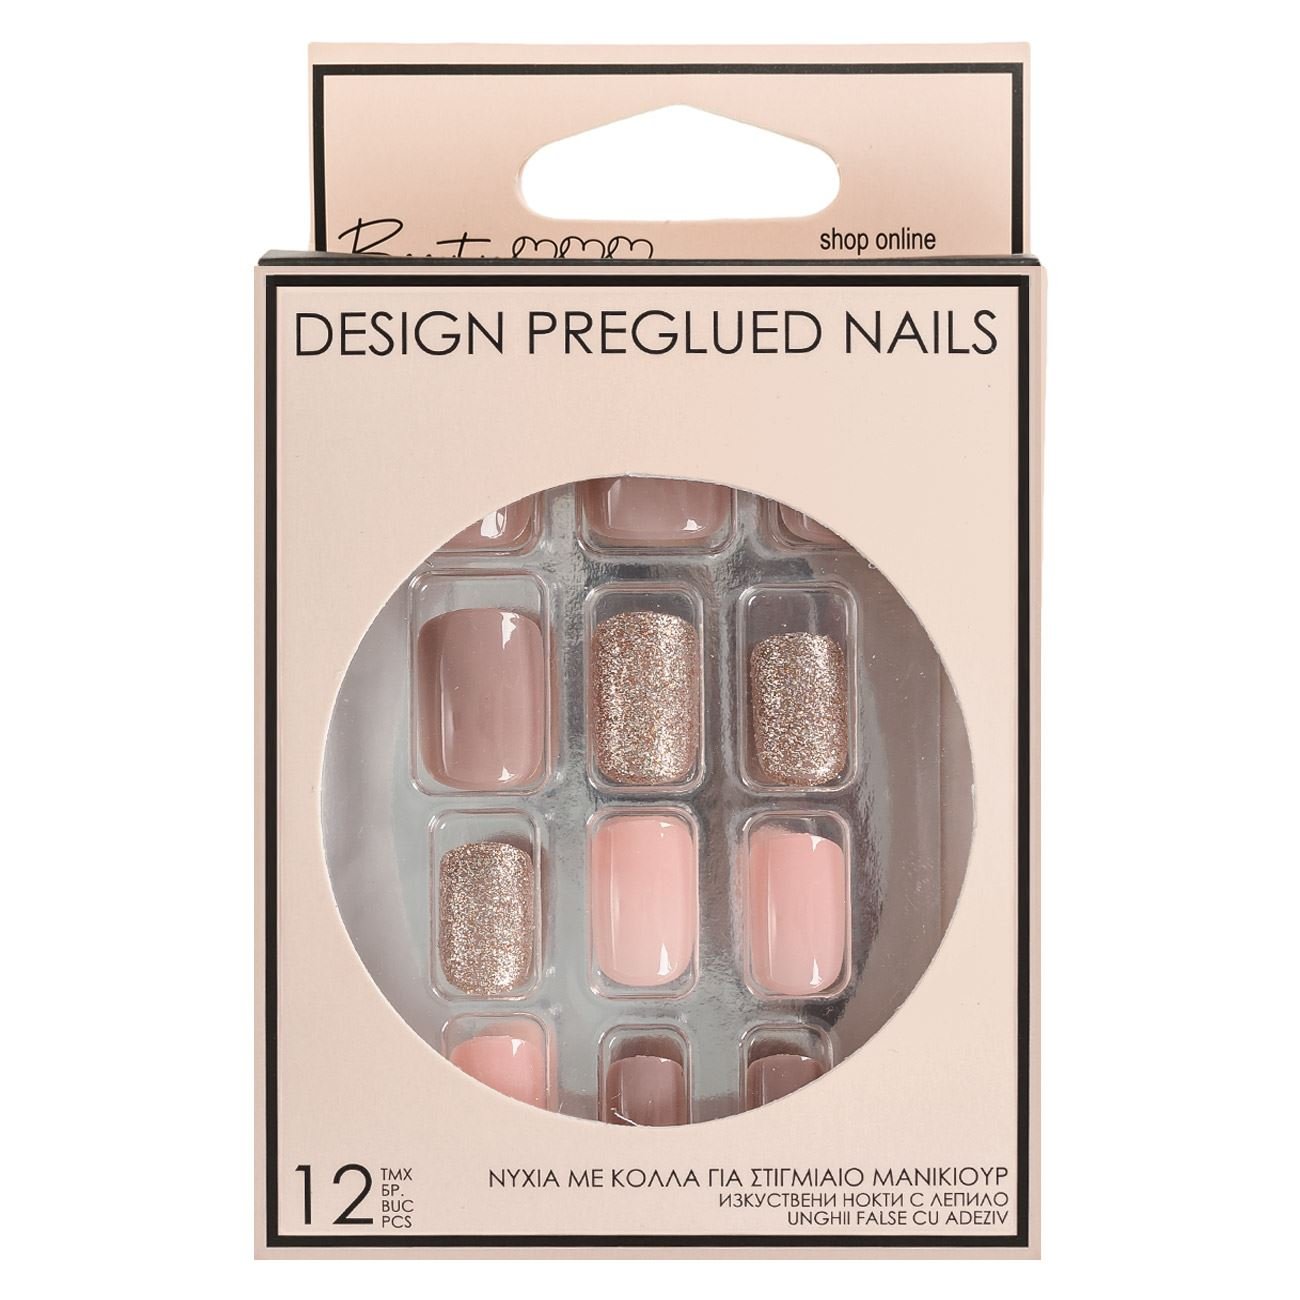 Beauty
shop online
DESIGN PREGLUED NAILS
12
ΤΜΧ
БР.
BUC
PCS
ΝΥΧΙΑ ΜΕ ΚΟΛΛΑ ΓΙΑ ΣΤΙΓΜΙΑΙΟ ΜΑΝΙΚΙΟΥΡ
ИЗКУСТВЕНИ НОКТИ С ЛЕПИЛО
UNGHII FALSE CU ADEZIV